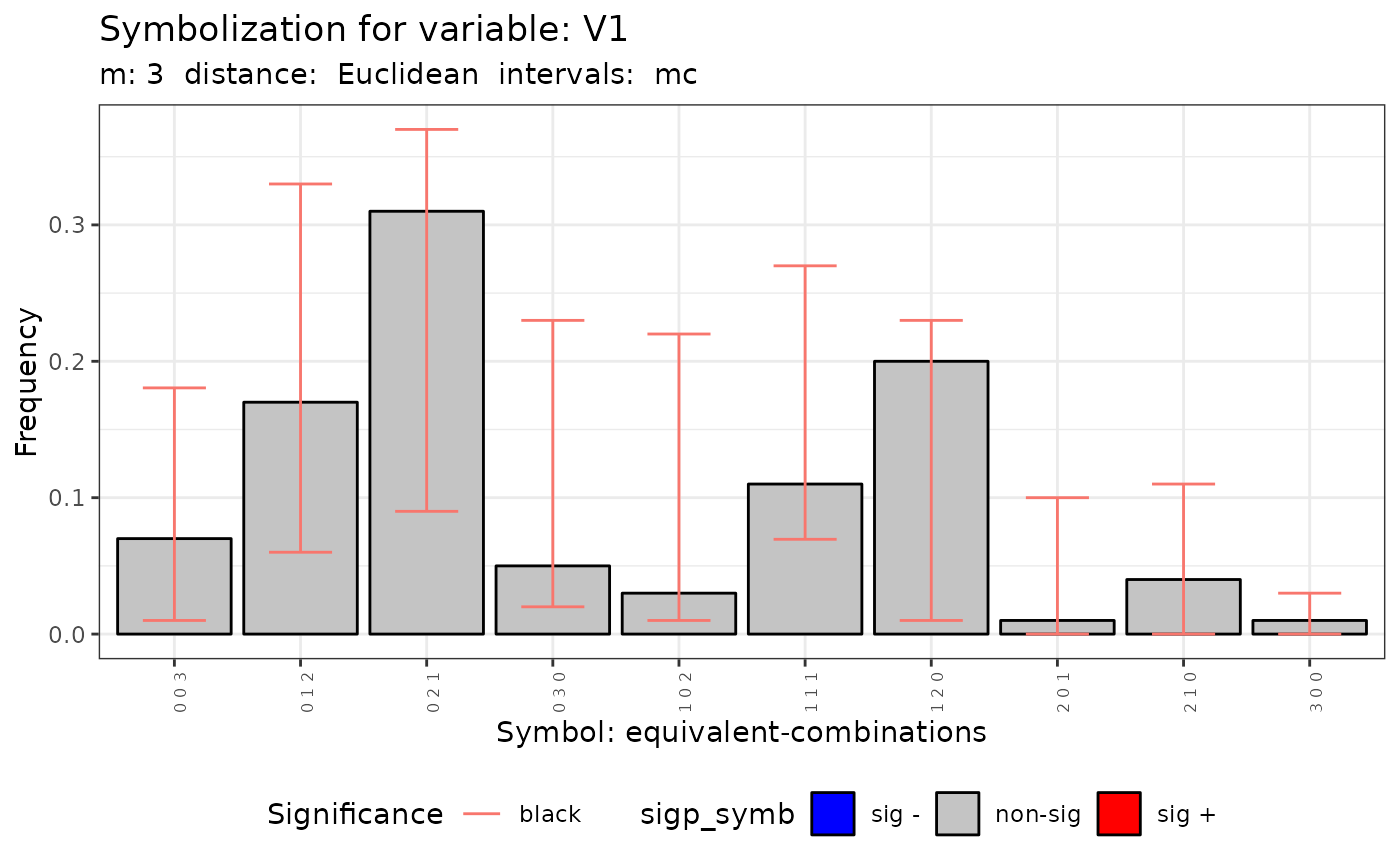 Symbolization for variable: V1
m: 3 distance: Euclidean intervals: mc
Frequency
0.3
0.2
0.1
0.0
0 0 3
0 1 2
0 2 1
0 3 0
1 0 2
1 1 1
1 2 0
2 0 1
2 1 0
3 0 0
Symbol: equivalent-combinations
Significance black sigp_symb sig - non-sig sig +